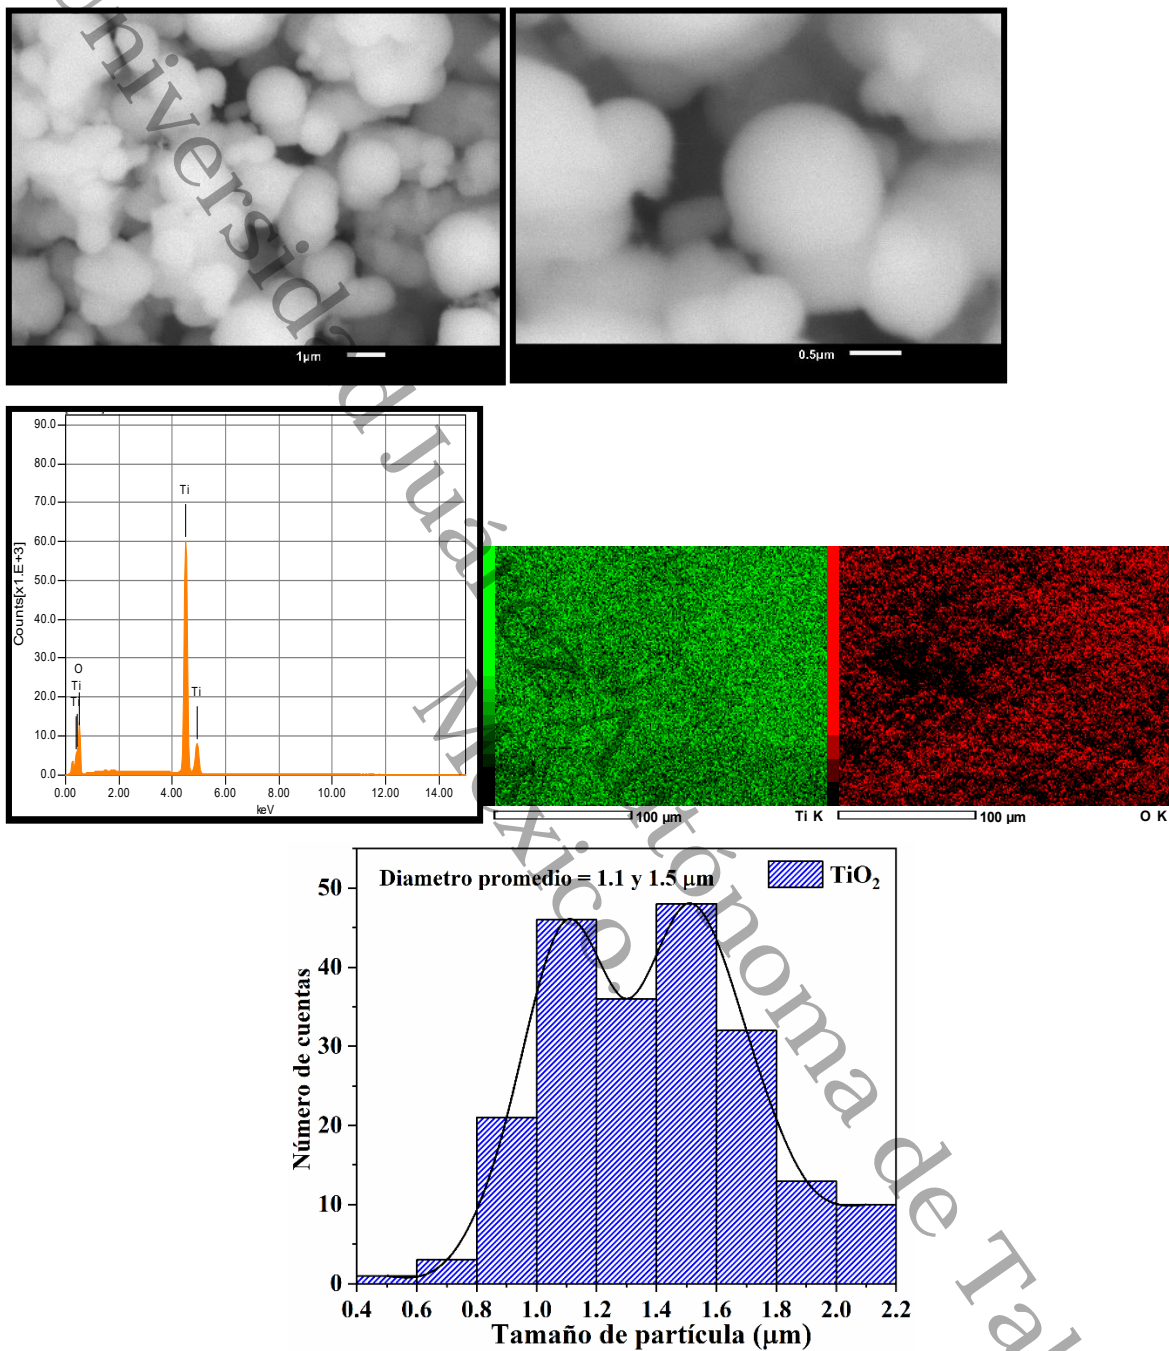 1µm
0.5µm
90.0
80.0
70.0
60.0
50.0
40.0
30.0
20.0
10.0
0.0
Counts[x1.E+3]
Ti
Ti
O
Ti
Ti
0.00 2.00 4.00 6.00 8.00 10.00 12.00 14.00
keV
100 µm Ti K
100 µm O K
Diametro promedio = 1.1 y 1.5 µm
TiO₂
Número de cuentas
50
40
30
20
10
0
0.4 0.6 0.8 1.0 1.2 1.4 1.6 1.8 2.0 2.2
Tamaño de partícula (µm)
Universidad Juárez Autónoma de Tab
México.